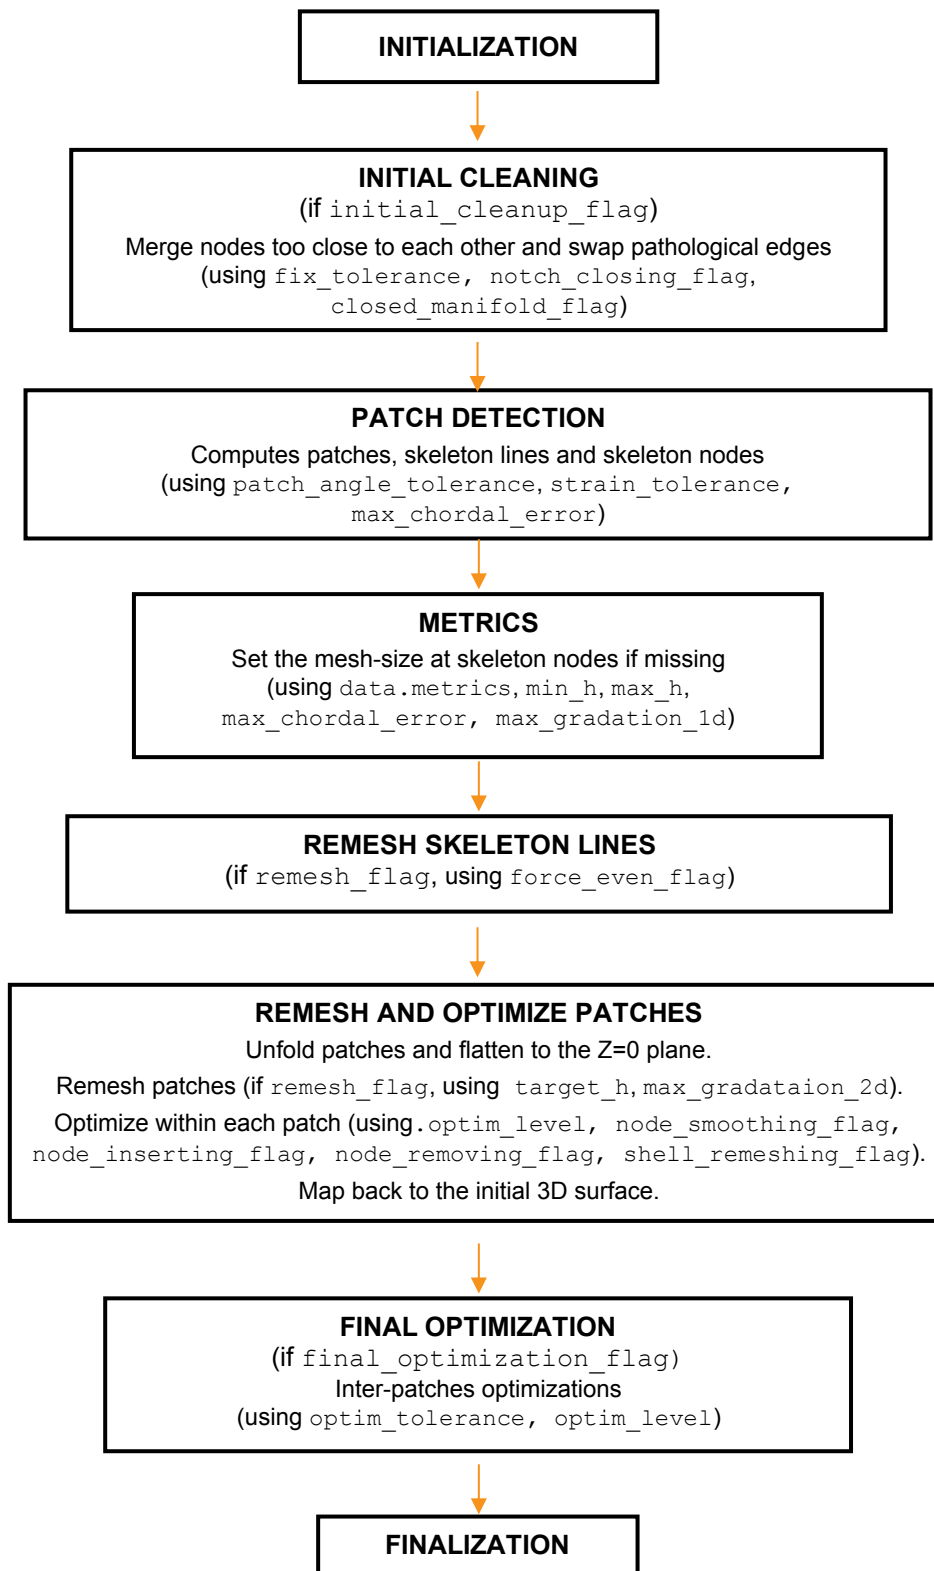 INITIALIZATION
INITIAL CLEANING
(if initial_cleanup_flag)
Merge nodes too close to each other and swap pathological edges
(using fix_tolerance, notch_closing_flag,
closed_manifold_flag)
PATCH DETECTION
Computes patches, skeleton lines and skeleton nodes
(using patch_angle_tolerance, strain_tolerance,
max_chordal_error)
METRICS
Set the mesh-size at skeleton nodes if missing
(using data.metrics, min_h, max_h,
max_chordal_error, max_gradation_1d)
REMESH SKELETON LINES
(if remesh_flag, using force_even_flag)
REMESH AND OPTIMIZE PATCHES
Unfold patches and flatten to the Z=0 plane.
Remesh patches (if remesh_flag, using target_h, max_gradataion_2d).
Optimize within each patch (using.optim_level, node_smoothing_flag,
node_inserting_flag, node_removing_flag, shell_remeshing_flag).
Map back to the initial 3D surface.
FINAL OPTIMIZATION
(if final_optimization_flag)
Inter-patches optimizations
(using optim_tolerance, optim_level)
FINALIZATION